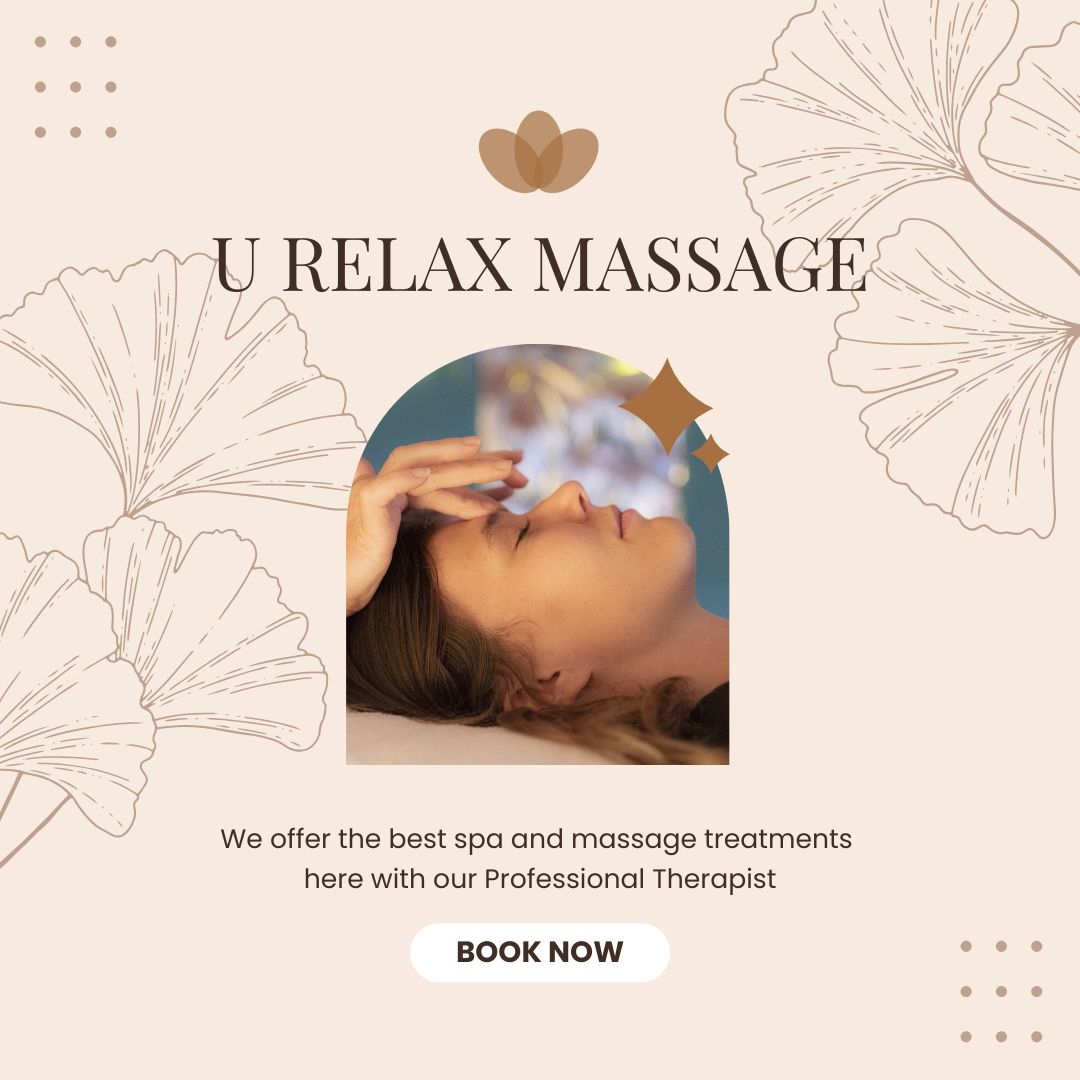 U RELAX MASSAGE
We offer the best spa and massage treatments
here with our Professional Therapist
BOOK NOW